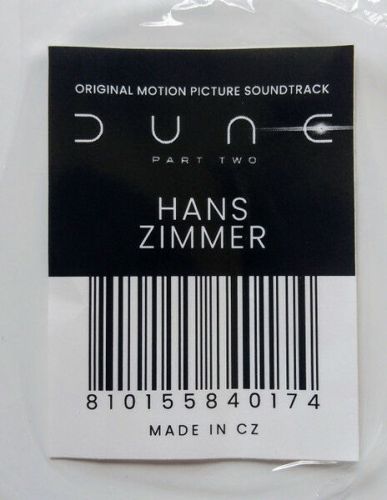 ORIGINAL MOTION PICTURE SOUNDTRACK
DUNE
PART TWO
HANS
ZIMMER
810155840174
MADE IN CZ